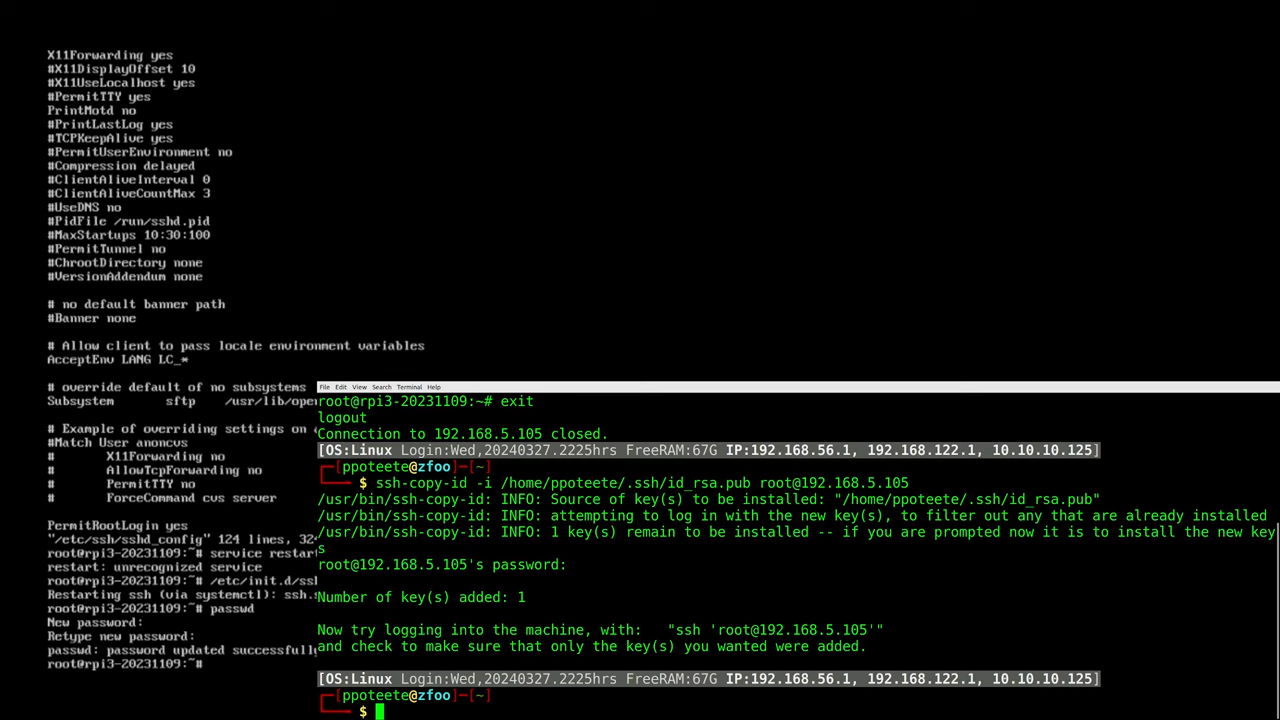 X11Forwarding yes
#X11DisplayOffset 10
#X11UseLocalhost yes
#PermitTTY yes
PrintMotd no
#PrintLastLog yes
#TCPKeepAlive yes
#PermitUserEnvironment no
#Compression delayed
#ClientAliveInterval 0
#ClientAliveCountMax 3
#UseDNS no
#PidFile /run/sshd.pid
#MaxStartups 10:30:100
#PermitTunnel no
#ChrootDirectory none
#VersionAddendum none
# no default banner path
#Banner none
# Allow client to pass locale environment variables
AcceptEnv LANG LC_*
# override default of no subsystems
Subsystem sftp /usr/lib/oper
# Example of overriding settings on
#Match User anoncvs
# X11Forwarding no
# AllowTcpForwarding no
# PermitTTY no
# ForceCommand cvs server
PermitRootLogin yes
"/etc/ssh/sshd_config" 124 lines, 324
root@rpi3-20231109:~# service restar
restart: unrecognized service
root@rpi3-20231109:~# /etc/init.d/ssh
Restarting ssh (via systemctl): ssh.s
root@rpi3-20231109:~# passwd
New password:
Retype new password:
passwd: password updated successfully
root@rpi3-20231109:~#
File Edit View Search Terminal Help
root@rpi3-20231109:~# exit
logout
Connection to 192.168.5.105 closed.
[OS:Linux Login:Wed,20240327.2225hrs FreeRAM:67G IP:192.168.56.1, 192.168.122.1, 10.10.10.125]
┌─[ppoteete@zfoo]─[~]
└── $ ssh-copy-id -i /home/ppoteete/.ssh/id_rsa.pub root@192.168.5.105
/usr/bin/ssh-copy-id: INFO: Source of key(s) to be installed: "/home/ppoteete/.ssh/id_rsa.pub"
/usr/bin/ssh-copy-id: INFO: attempting to log in with the new key(s), to filter out any that are already installed
/usr/bin/ssh-copy-id: INFO: 1 key(s) remain to be installed -- if you are prompted now it is to install the new key
s
root@192.168.5.105's password:
Number of key(s) added: 1
Now try logging into the machine, with: "ssh 'root@192.168.5.105'"
and check to make sure that only the key(s) you wanted were added.
[OS:Linux Login:Wed,20240327.2225hrs FreeRAM:67G IP:192.168.56.1, 192.168.122.1, 10.10.10.125]
┌─[ppoteete@zfoo]─[~]
└── $